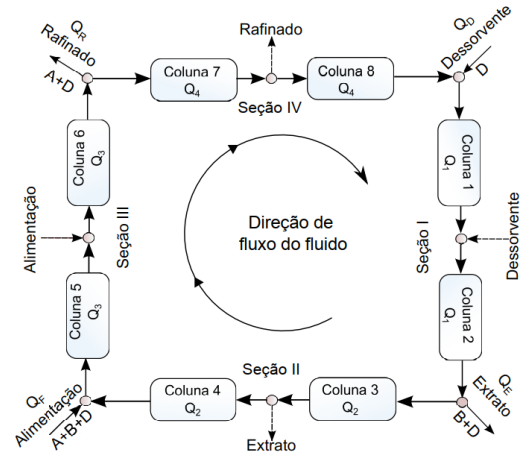 Q_R
Rafinado
A+D
Coluna 7
Q_4
Rafinado
Seção IV
Coluna 8
Q_4
Q_D
Dessorvente
D
Coluna 1
Q_1
Seção I
Dessorvente
Coluna 2
Q_1
Q_E
Extrato
B+D
Coluna 3
Q_2
Seção II
Extrato
Coluna 4
Q_2
Q_F
Alimentação
A+B+D
Coluna 5
Q_3
Alimentação
Seção III
Coluna 6
Q_3
Direção de
fluxo do fluido